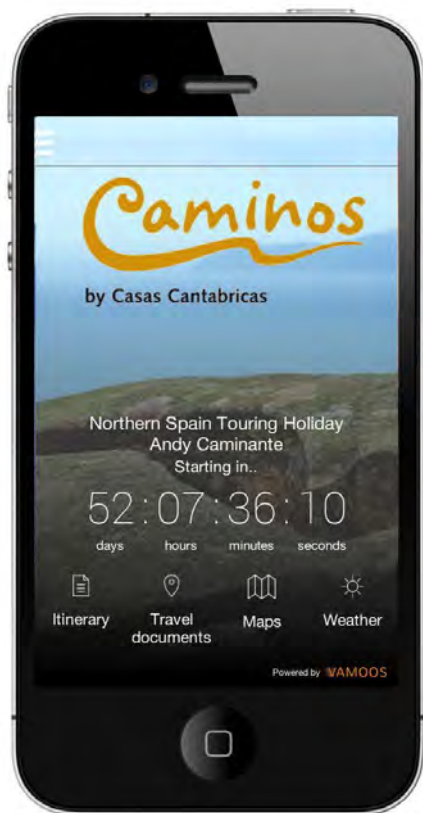 Caminos
by Casas Cantabricas
Northern Spain Touring Holiday
Andy Caminante
Starting in..
52:07:36:10
days hours minutes seconds
Itinerary Travel documents Maps Weather
Powered by VAMOOS